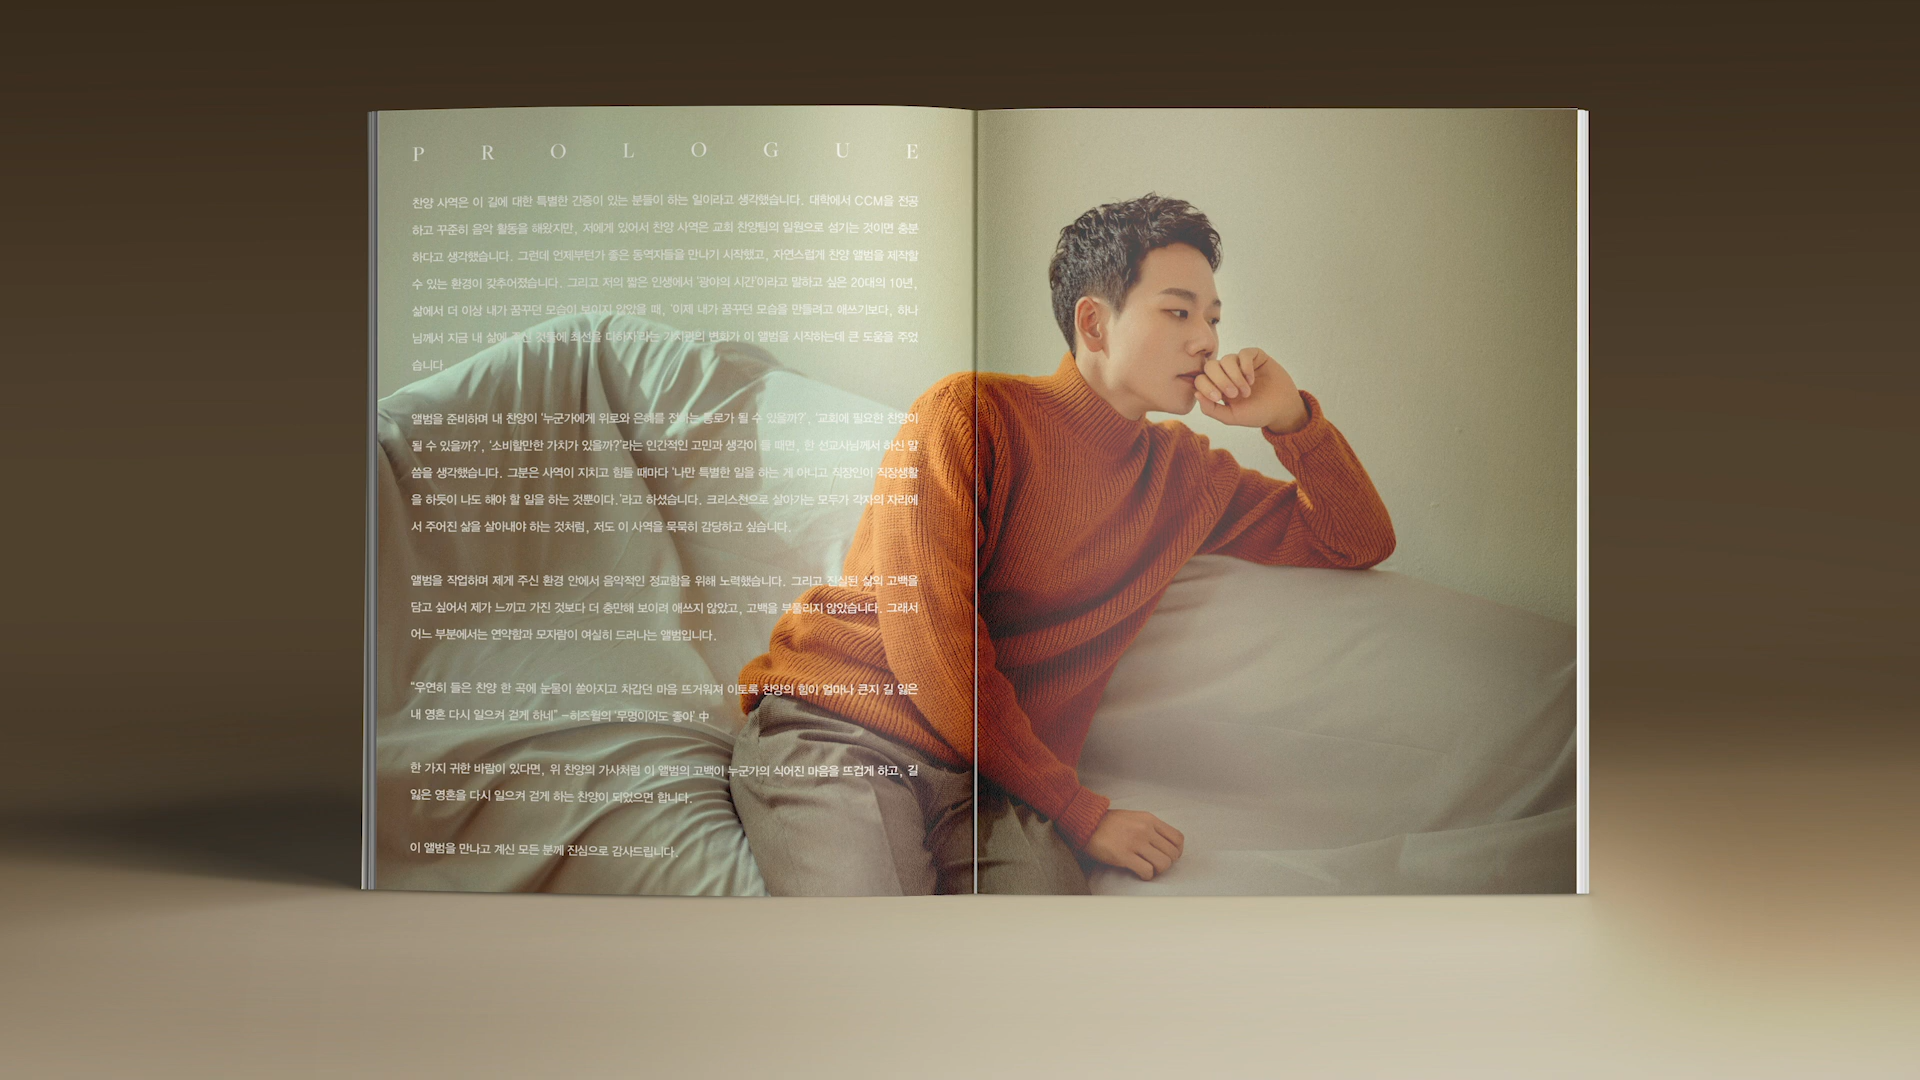 PROLOGUE
찬양 사역은 이 길에 대한 특별한 간증이 있는 분들이 하는 일이라고 생각했습니다. 대학에서 CCM을 전공
하고 꾸준히 음악 활동을 해왔지만, 저에게 있어서 찬양 사역은 교회 찬양팀의 일원으로 섬기는 것이면 충분
하다고 생각했습니다. 그런데 언제부턴가 좋은 동역자들을 만나기 시작했고, 자연스럽게 찬양 앨범을 제작할
수 있는 환경이 갖추어졌습니다. 그리고 저의 짧은 인생에서 '광야의 시간'이라고 말하고 싶은 20대의 10년,
삶에서 더 이상 내가 꿈꾸던 모습이 보이지 않았을 때, '이제 내가 꿈꾸던 모습을 만들려고 애쓰기보다, 하나
님께서 지금 내 삶에 주신 것들에 최선을 다하자'라는 가치관의 변화가 이 앨범을 시작하는데 큰 도움을 주었
습니다.
앨범을 준비하며 내 찬양이 '누군가에게 위로와 은혜를 전하는 통로가 될 수 있을까?', '교회에 필요한 찬양이
될 수 있을까?', '소비할만한 가치가 있을까?'라는 인간적인 고민과 생각이 들 때면, 한 선교사님께서 하신 말
씀을 생각했습니다. 그분은 사역이 지치고 힘들 때마다 '나만 특별한 일을 하는 게 아니고 직장인이 직장생활
을 하듯이 나도 해야 할 일을 하는 것뿐이다.'라고 하셨습니다. 크리스천으로 살아가는 모두가 각자의 자리에
서 주어진 삶을 살아내야 하는 것처럼, 저도 이 사역을 묵묵히 감당하고 싶습니다.
앨범을 작업하며 제게 주신 환경 안에서 음악적인 정교함을 위해 노력했습니다. 그리고 진실된 삶의 고백을
담고 싶어서 제가 느끼고 가진 것보다 더 충만해 보이려 애쓰지 않았고, 고백을 부풀리지 않았습니다. 그래서
어느 부분에서는 연약함과 모자람이 여실히 드러나는 앨범입니다.
"우연히 들은 찬양 한 곡에 눈물이 쏟아지고 차갑던 마음 뜨거워져 이토록 찬양의 힘이 얼마나 큰지 길 잃은
내 영혼 다시 일으켜 걷게 하네" –히즈윌의 '무명이어도 좋아' 中
한 가지 귀한 바람이 있다면, 위 찬양의 가사처럼 이 앨범의 고백이 누군가의 식어진 마음을 뜨겁게 하고, 길
잃은 영혼을 다시 일으켜 걷게 하는 찬양이 되었으면 합니다.
이 앨범을 만나고 계신 모든 분께 진심으로 감사드립니다.